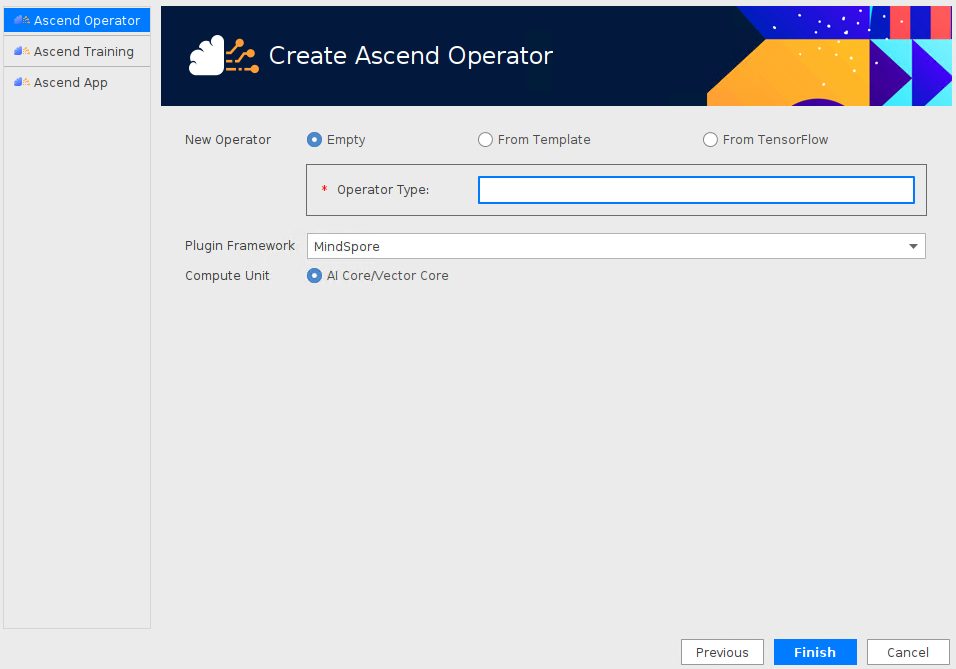 Ascend Operator
Ascend Training
Ascend App
Create Ascend Operator
New Operator Empty From Template From TensorFlow
* Operator Type:
Plugin Framework MindSpore
Compute Unit AI Core/Vector Core
Previous Finish Cancel